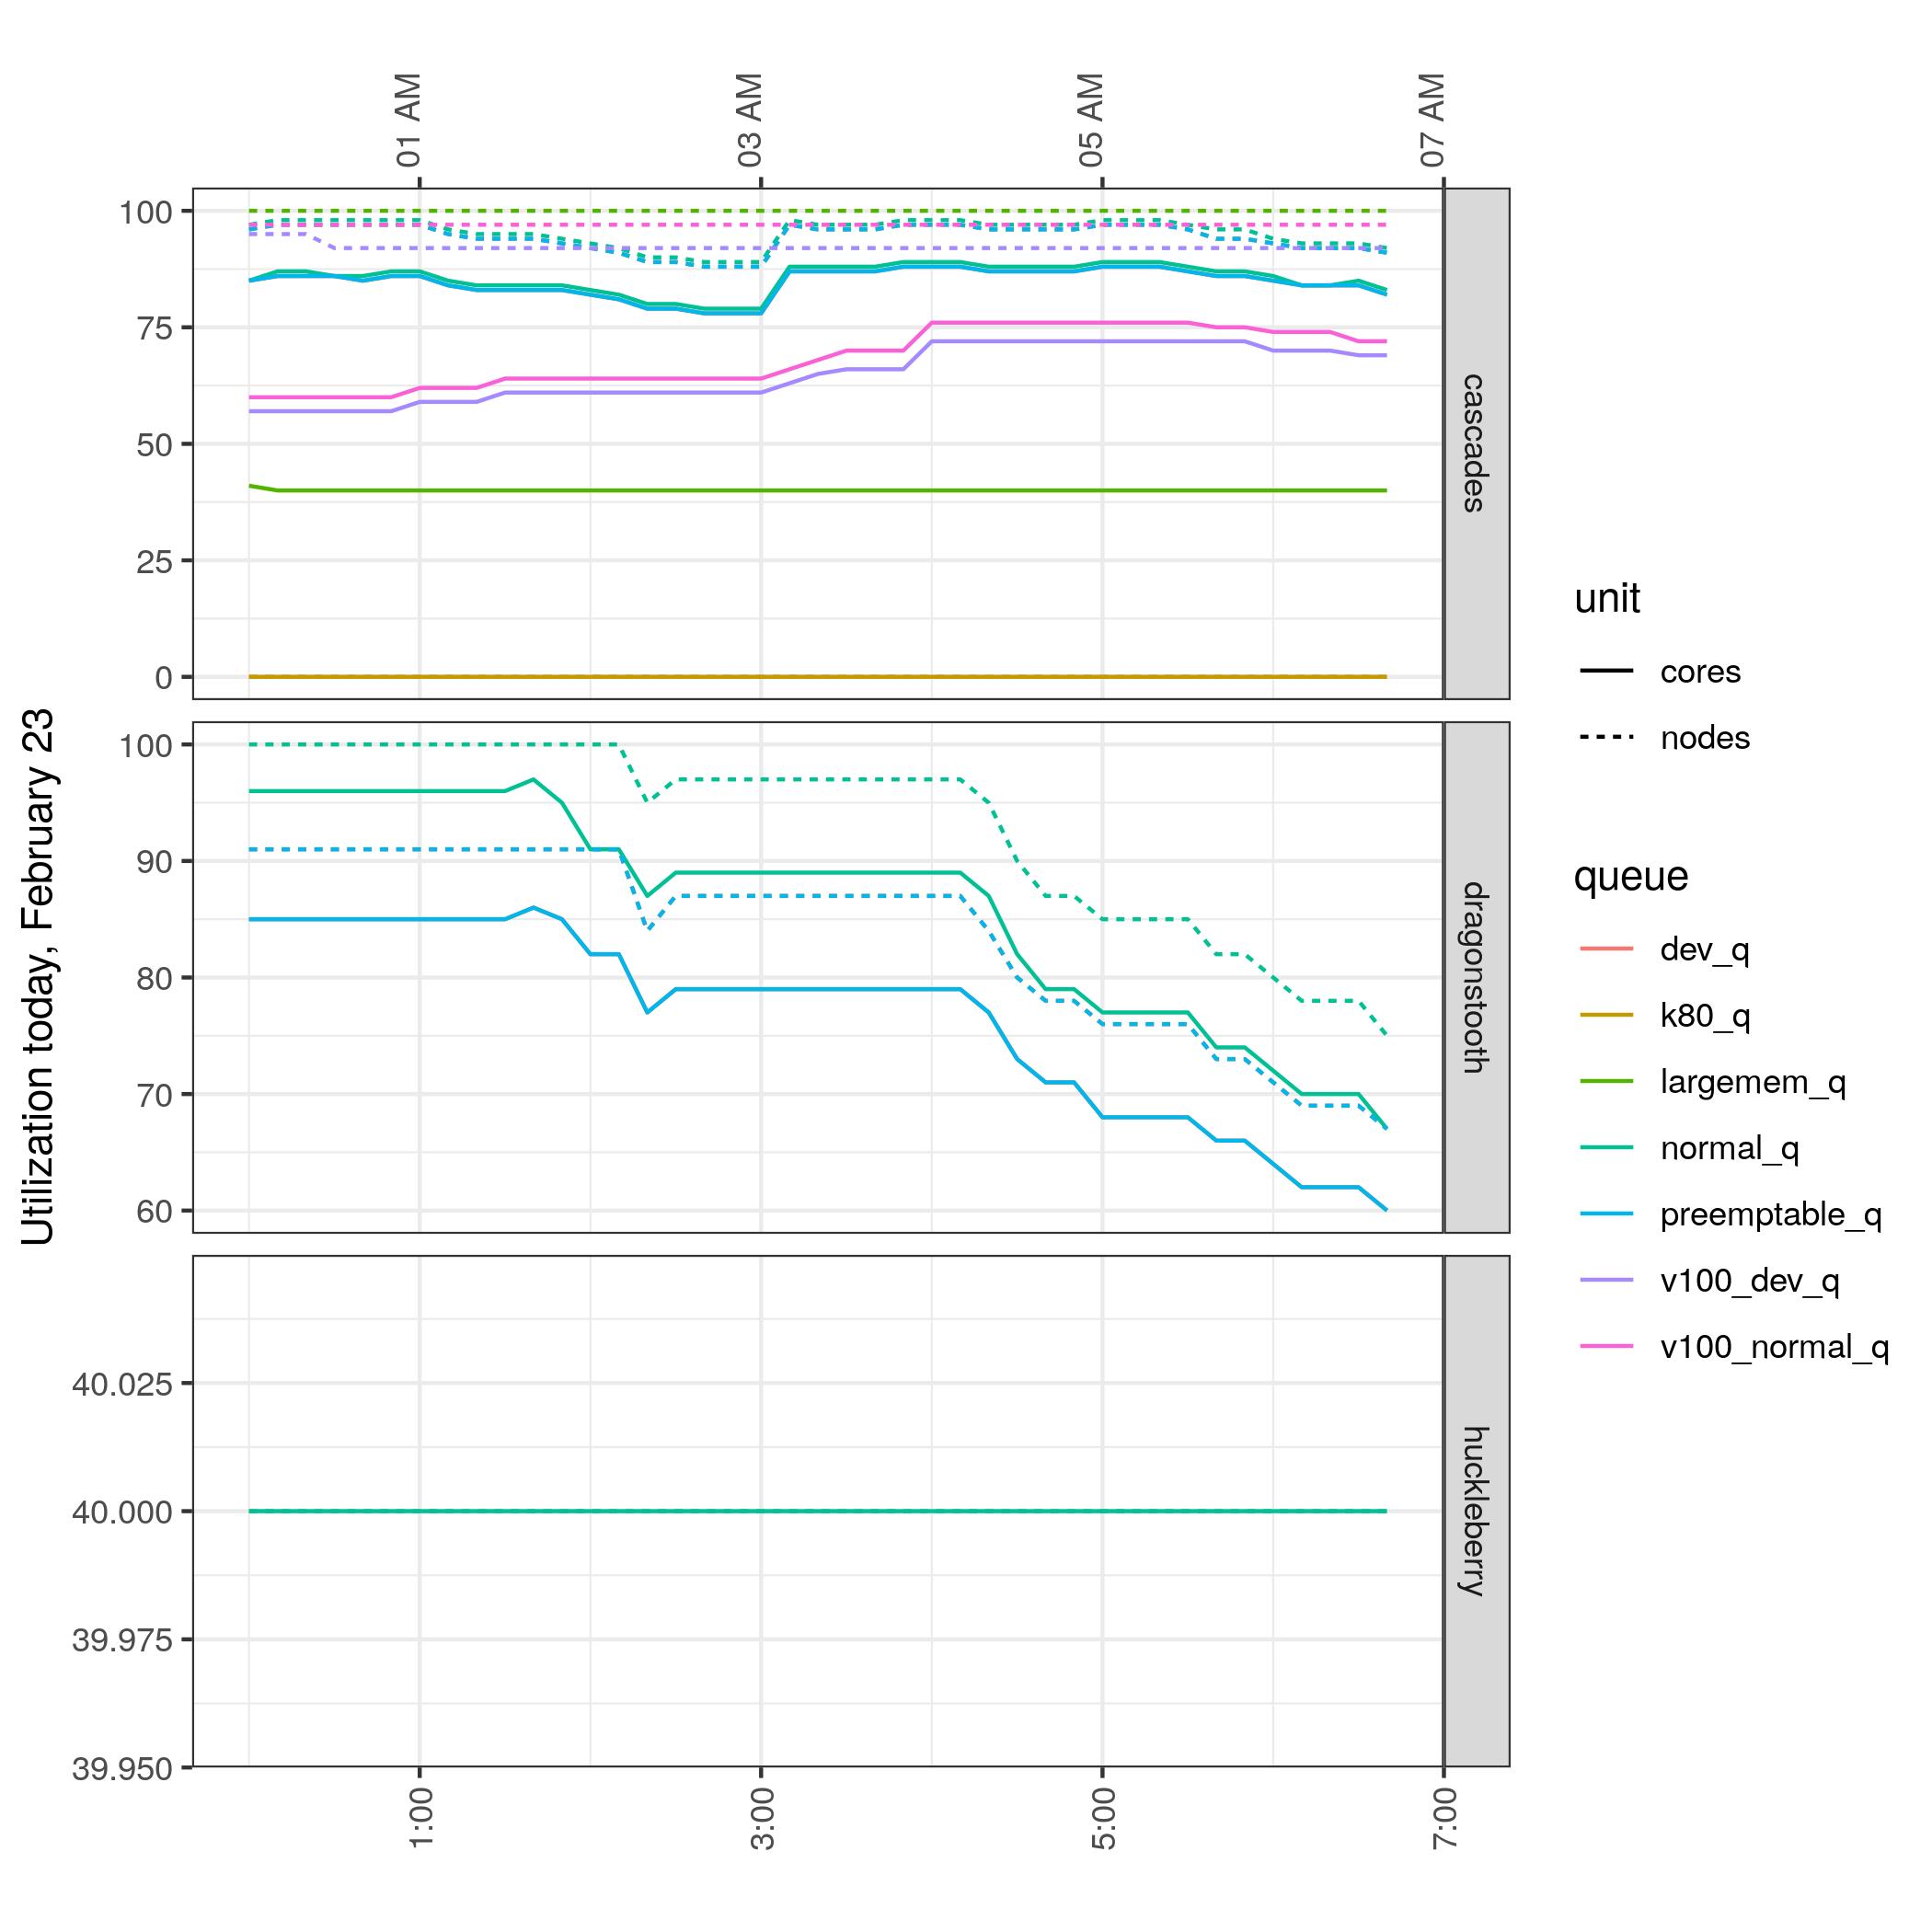 01 AM
03 AM
05 AM
07 AM
Utilization today, February 23
100
75
50
25
0
cascades
100
90
80
70
60
dragonstooth
40.025
40.000
39.975
39.950
huckleberry
1:00
3:00
5:00
7:00
unit
cores
nodes
queue
dev_q
k80_q
largemem_q
normal_q
preemptable_q
v100_dev_q
v100_normal_q